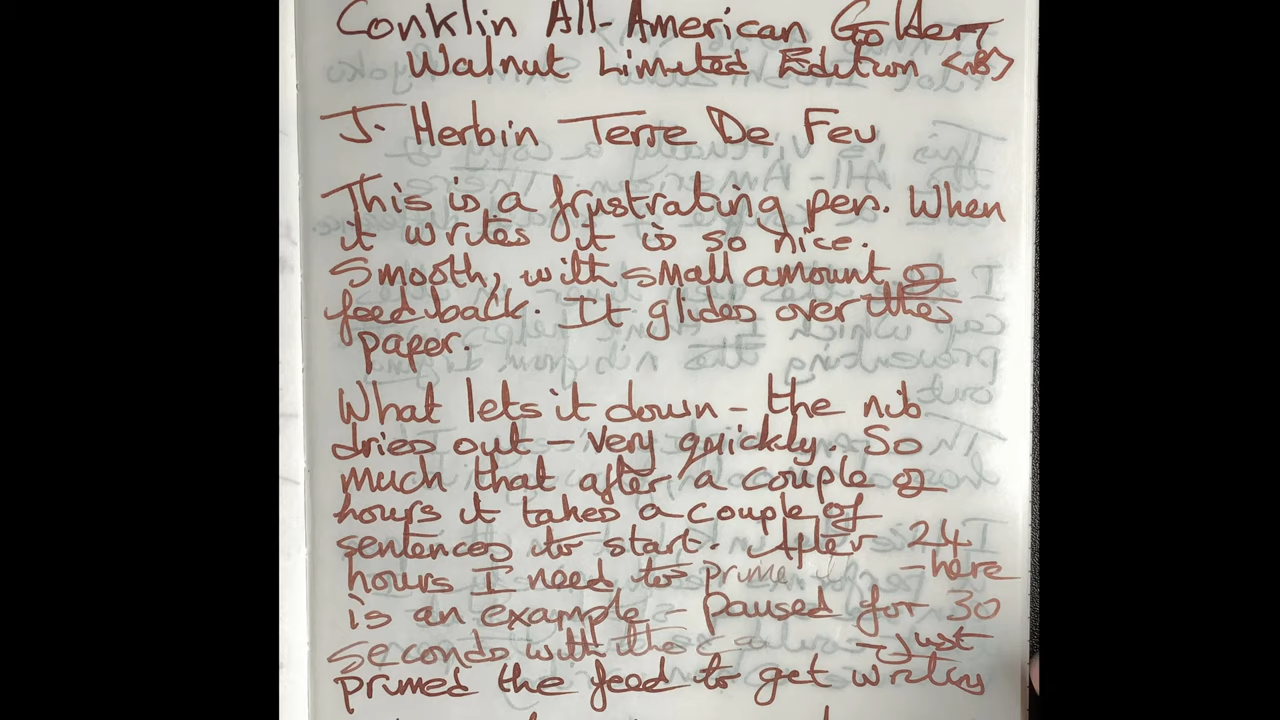 Conklin All-American Golden
Walnut Limited Edition <nB>
J. Herbin Terre De Feu
This is a frustrating pen. When
it writes it is so nice.
Smooth, with small amount of
feedback. It glides over the
paper.
What lets it down – the nib
dries out – very quickly. So
much that after a couple of
hours it takes a couple of
sentences to start. After 24
hours I need to prime it – here
is an example – paused for 30
seconds with the – Just
primed the feed to get writing